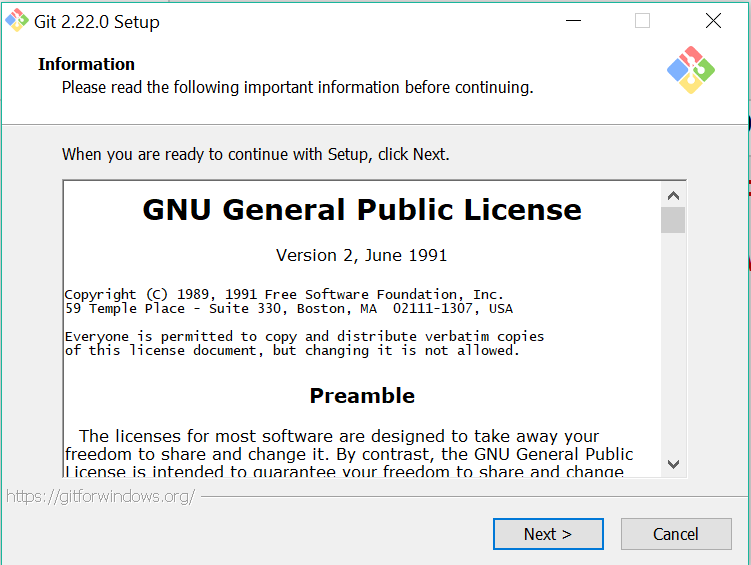 Git 2.22.0 Setup
Information
Please read the following important information before continuing.
When you are ready to continue with Setup, click Next.
GNU General Public License
Version 2, June 1991
Copyright (C) 1989, 1991 Free Software Foundation, Inc.
59 Temple Place - Suite 330, Boston, MA  02111-1307, USA
Everyone is permitted to copy and distribute verbatim copies
of this license document, but changing it is not allowed.
Preamble
The licenses for most software are designed to take away your
freedom to share and change it. By contrast, the GNU General Public
License is intended to guarantee your freedom to share and change
https://gitforwindows.org/
Next >
Cancel